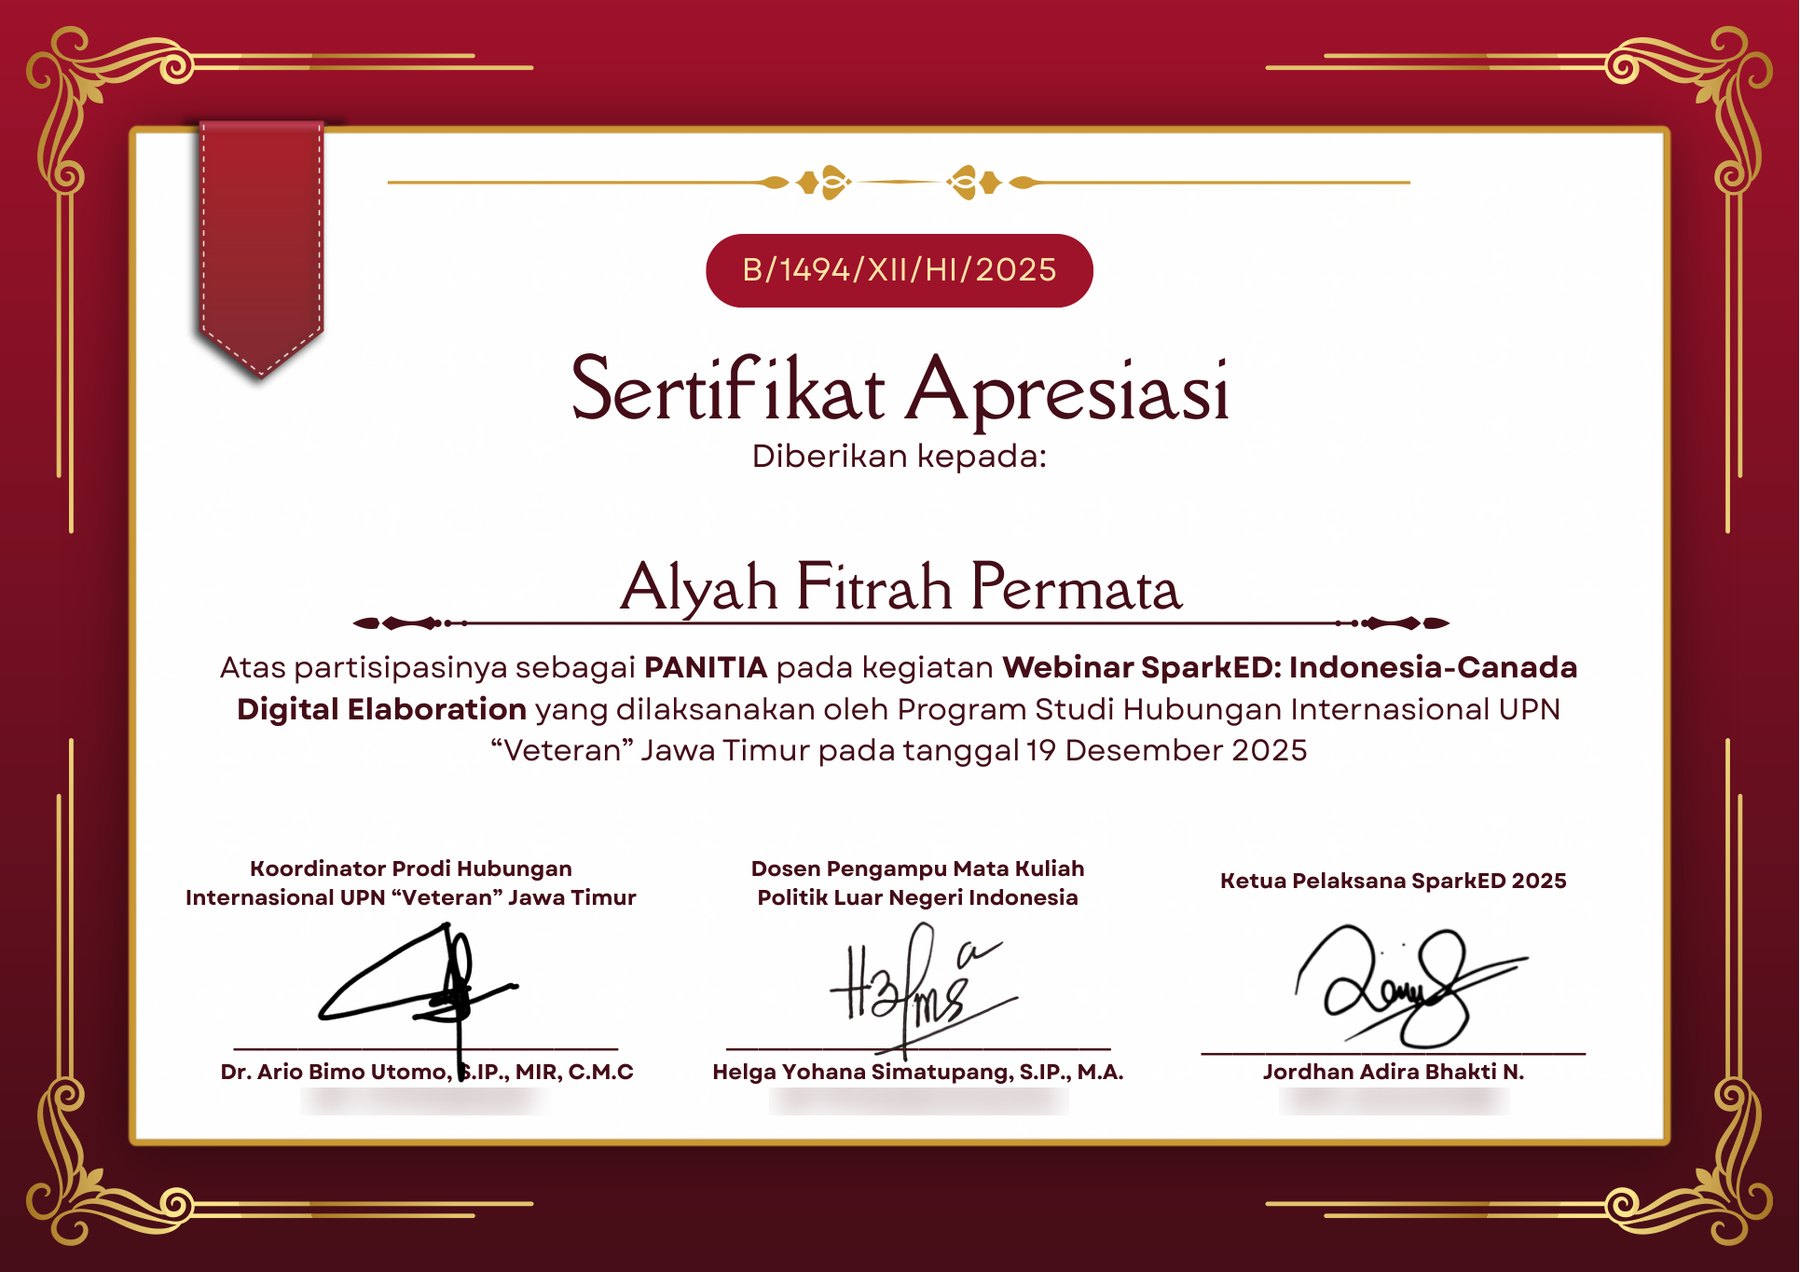 B/1494/XII/HI/2025
Sertifikat Apresiasi
Diberikan kepada:
Alyah Fitrah Permata
Atas partisipasinya sebagai PANITIA pada kegiatan Webinar SparkED: Indonesia-Canada
Digital Elaboration yang dilaksanakan oleh Program Studi Hubungan Internasional UPN
“Veteran” Jawa Timur pada tanggal 19 Desember 2025
Koordinator Prodi Hubungan
Internasional UPN “Veteran” Jawa Timur
Dr. Ario Bimo Utomo, S.IP., MIR, C.M.C
Dosen Pengampu Mata Kuliah
Politik Luar Negeri Indonesia
Helga Yohana Simatupang, S.IP., M.A.
Ketua Pelaksana SparkED 2025
Jordhan Adira Bhakti N.